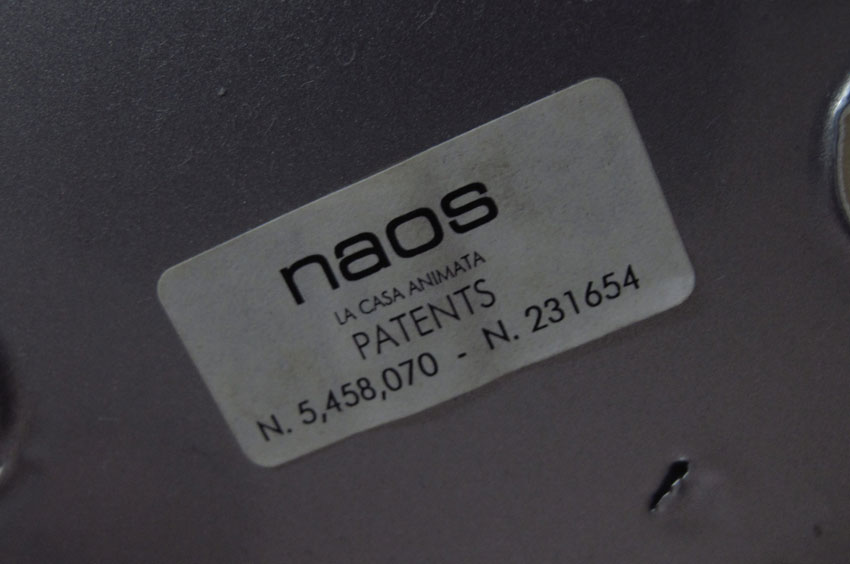 naos
LA CASA ANIMATA
PATENTS
N. 5,458,070 - N. 231654